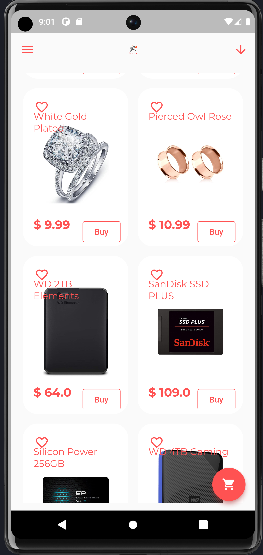 9:01
White Gold
Plated
$ 9.99
Buy
Pierced Owl Rose
$ 10.99
Buy
WD 2TB
Elements
$ 64.0
Buy
SanDisk SSD
PLUS
SSD PLUS
SanDisk
$ 109.0
Buy
Silicon Power
256GB
SP
WD 4TB Gaming